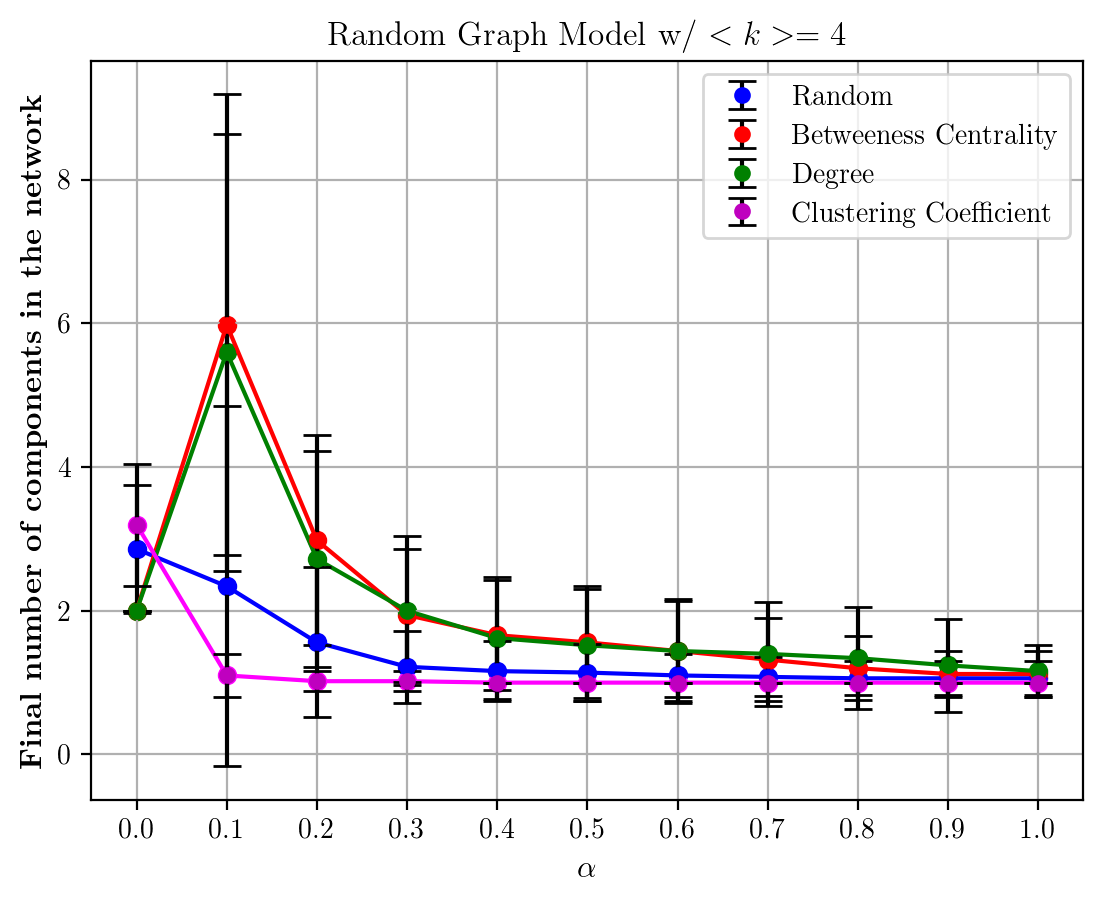 Random Graph Model w/ < k >= 4
Random
Betweeness Centrality
Degree
Clustering Coefficient
Final number of components in the network
8
6
4
2
0
0.0 0.1 0.2 0.3 0.4 0.5 0.6 0.7 0.8 0.9 1.0
α